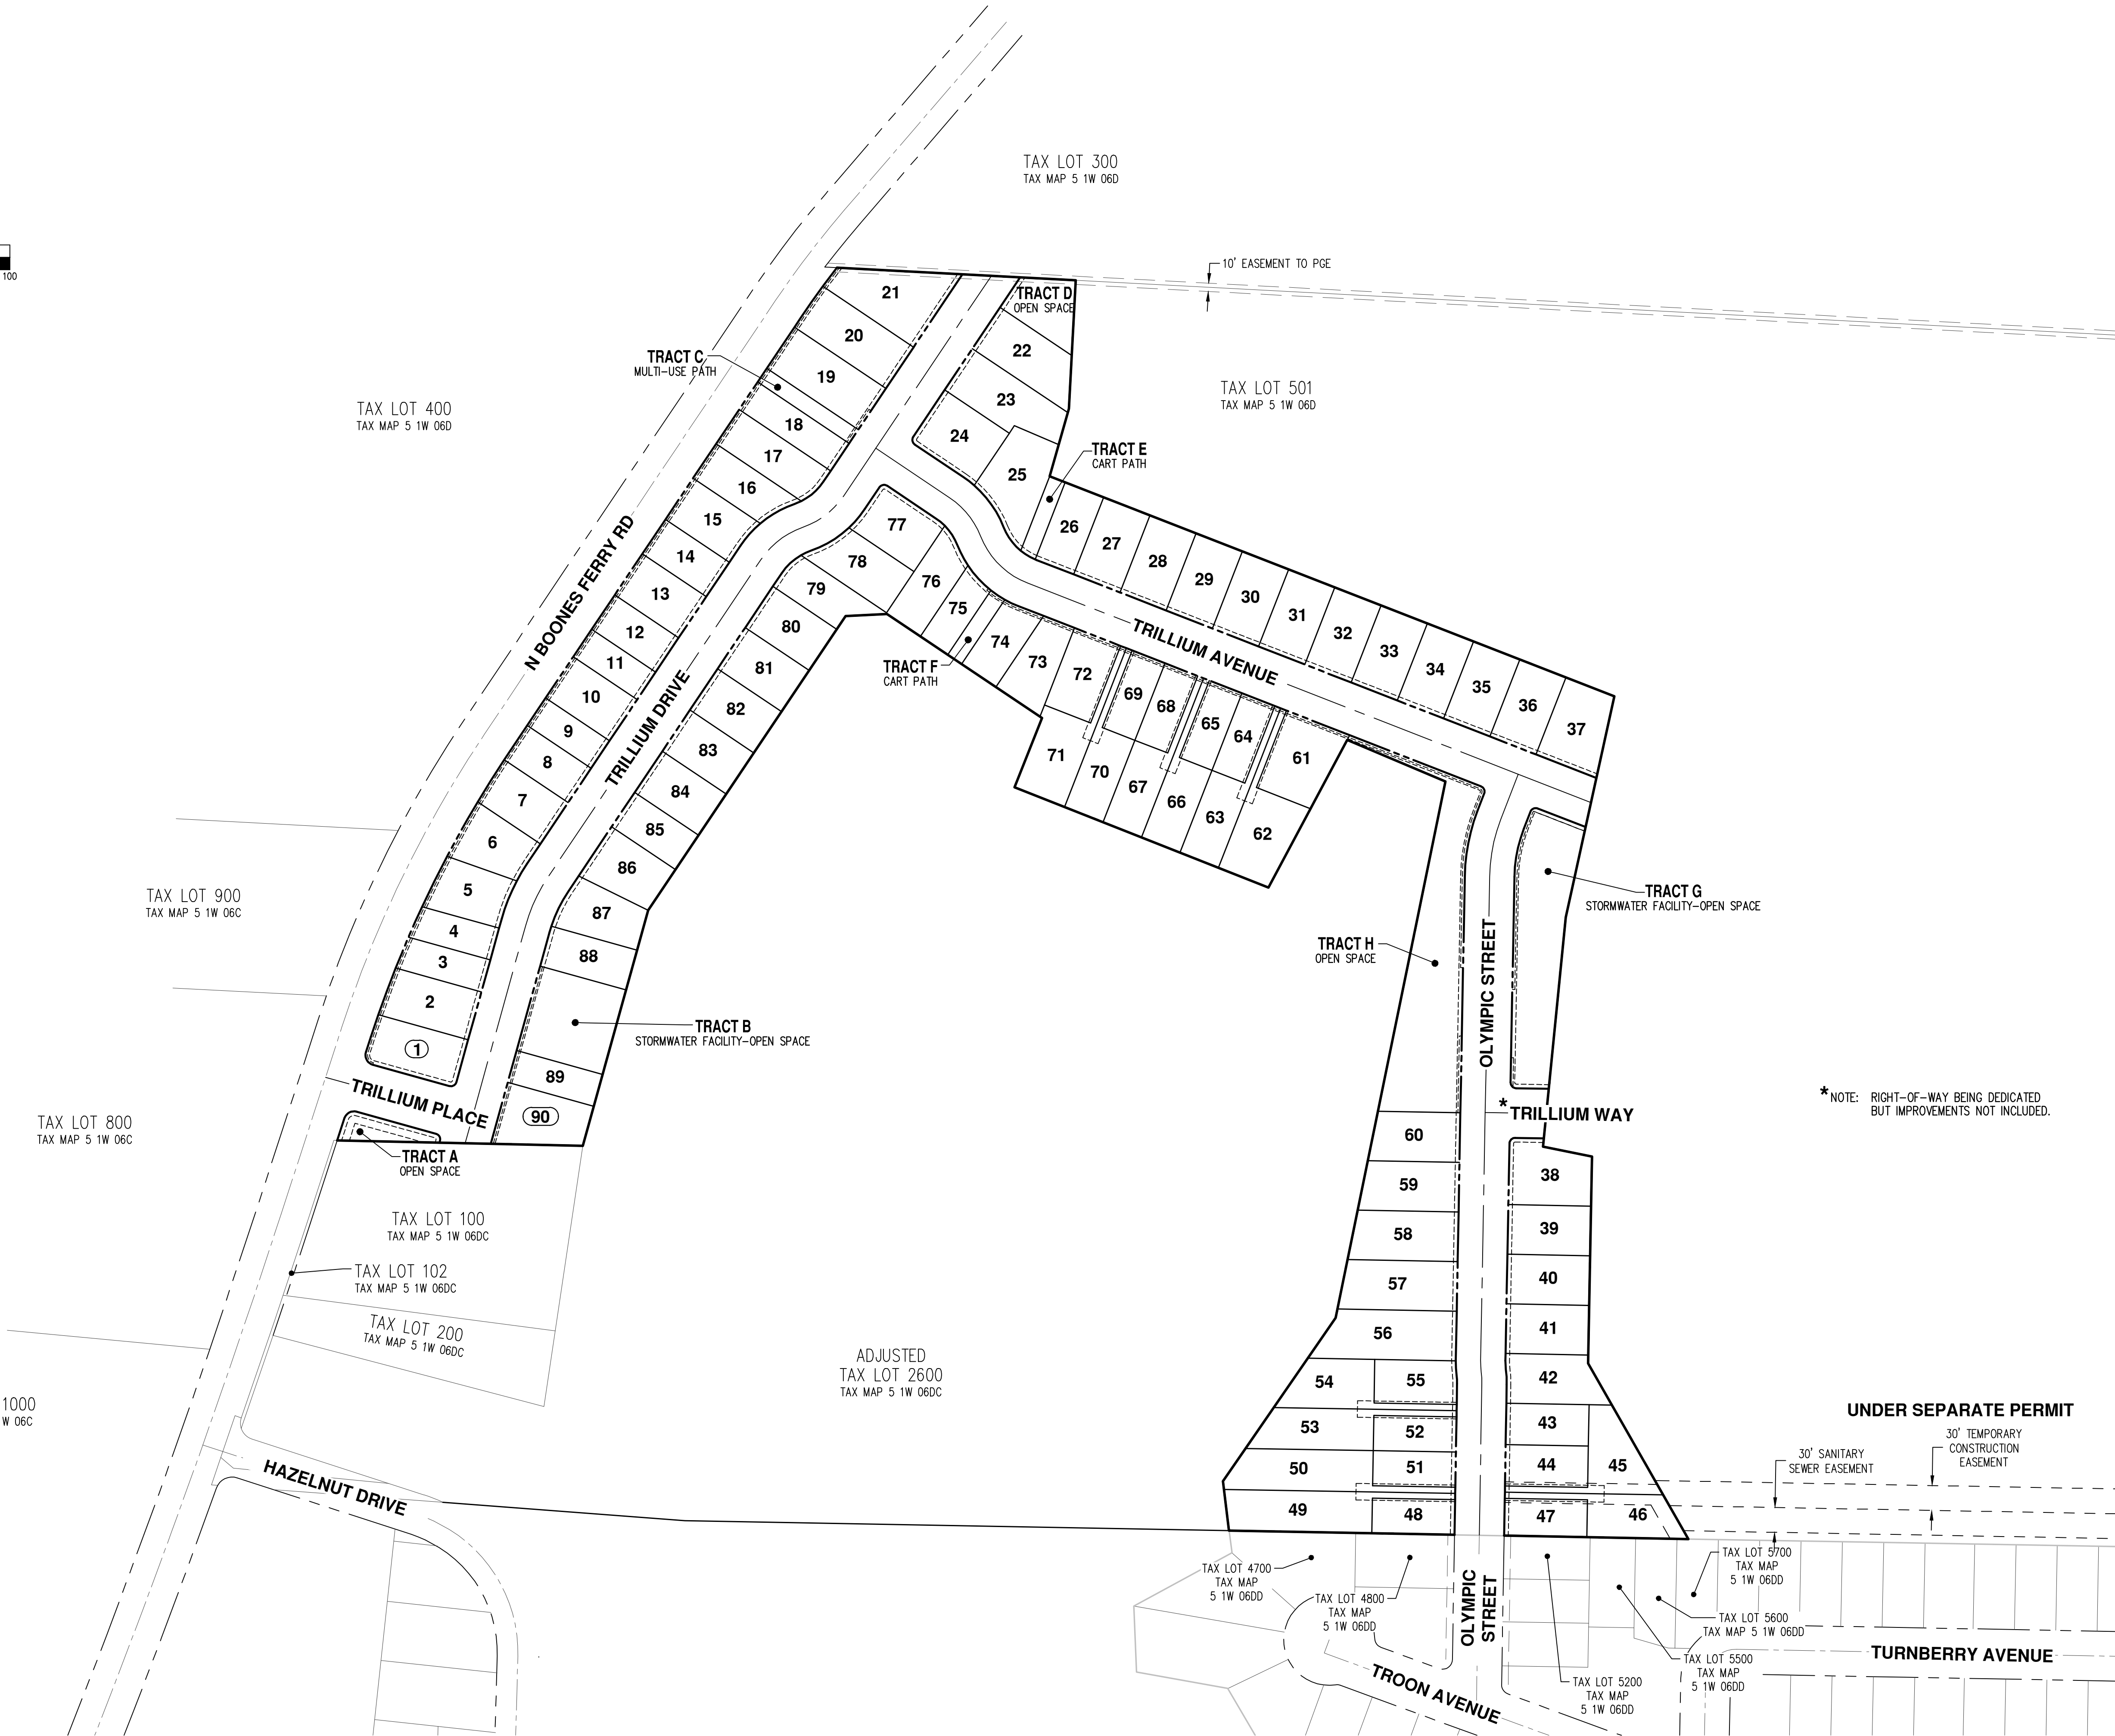 TAX LOT 300
TAX MAP 5 1W 06D
100
10' EASEMENT TO PGE
21
TRACT D
OPEN SPACE
20
22
TRACT C
MULTI-USE PATH
19
TAX LOT 501
TAX MAP 5 1W 06D
TAX LOT 400
TAX MAP 5 1W 06D
23
18
24
17
TRACT E
CART PATH
25
16
15
77
26
27
14
78
28
29
N BOONES FERRY RD
13
79
76
75
30
31
12
80
74
TRILLIUM AVENUE
32
33
11
81
TRACT F
CART PATH
73
72
34
35
10
82
69
68
36
37
9
TRILLIUM DRIVE
83
65
64
61
8
84
71
70
67
66
63
62
7
85
6
86
5
TAX LOT 900
TAX MAP 5 1W 06C
87
TRACT G
STORMWATER FACILITY-OPEN SPACE
4
88
TRACT H
OPEN SPACE
3
OLYMPIC STREET
2
TRACT B
STORMWATER FACILITY-OPEN SPACE
1
89
TRILLIUM PLACE
90
*NOTE: RIGHT-OF-WAY BEING DEDICATED
BUT IMPROVEMENTS NOT INCLUDED.
* TRILLIUM WAY
TAX LOT 800
TAX MAP 5 1W 06C
60
TRACT A
OPEN SPACE
38
59
TAX LOT 100
TAX MAP 5 1W 06DC
58
39
TAX LOT 102
TAX MAP 5 1W 06DC
57
40
TAX LOT 200
TAX MAP 5 1W 06DC
56
41
ADJUSTED
TAX LOT 2600
TAX MAP 5 1W 06DC
54
55
42
1000
W 06C
53
52
43
UNDER SEPARATE PERMIT
30' TEMPORARY
CONSTRUCTION
EASEMENT
30' SANITARY
SEWER EASEMENT
50
51
44
45
HAZELNUT DRIVE
49
48
47
46
TAX LOT 4700
TAX MAP
5 1W 06DD
TAX LOT 4800
TAX MAP
5 1W 06DD
OLYMPIC
STREET
TAX LOT 5700
TAX MAP
5 1W 06DD
TAX LOT 5600
TAX MAP 5 1W 06DD
TAX LOT 5500
TAX MAP
5 1W 06DD
TAX LOT 5200
TAX MAP
5 1W 06DD
TURNBERRY AVENUE
TROON AVENUE